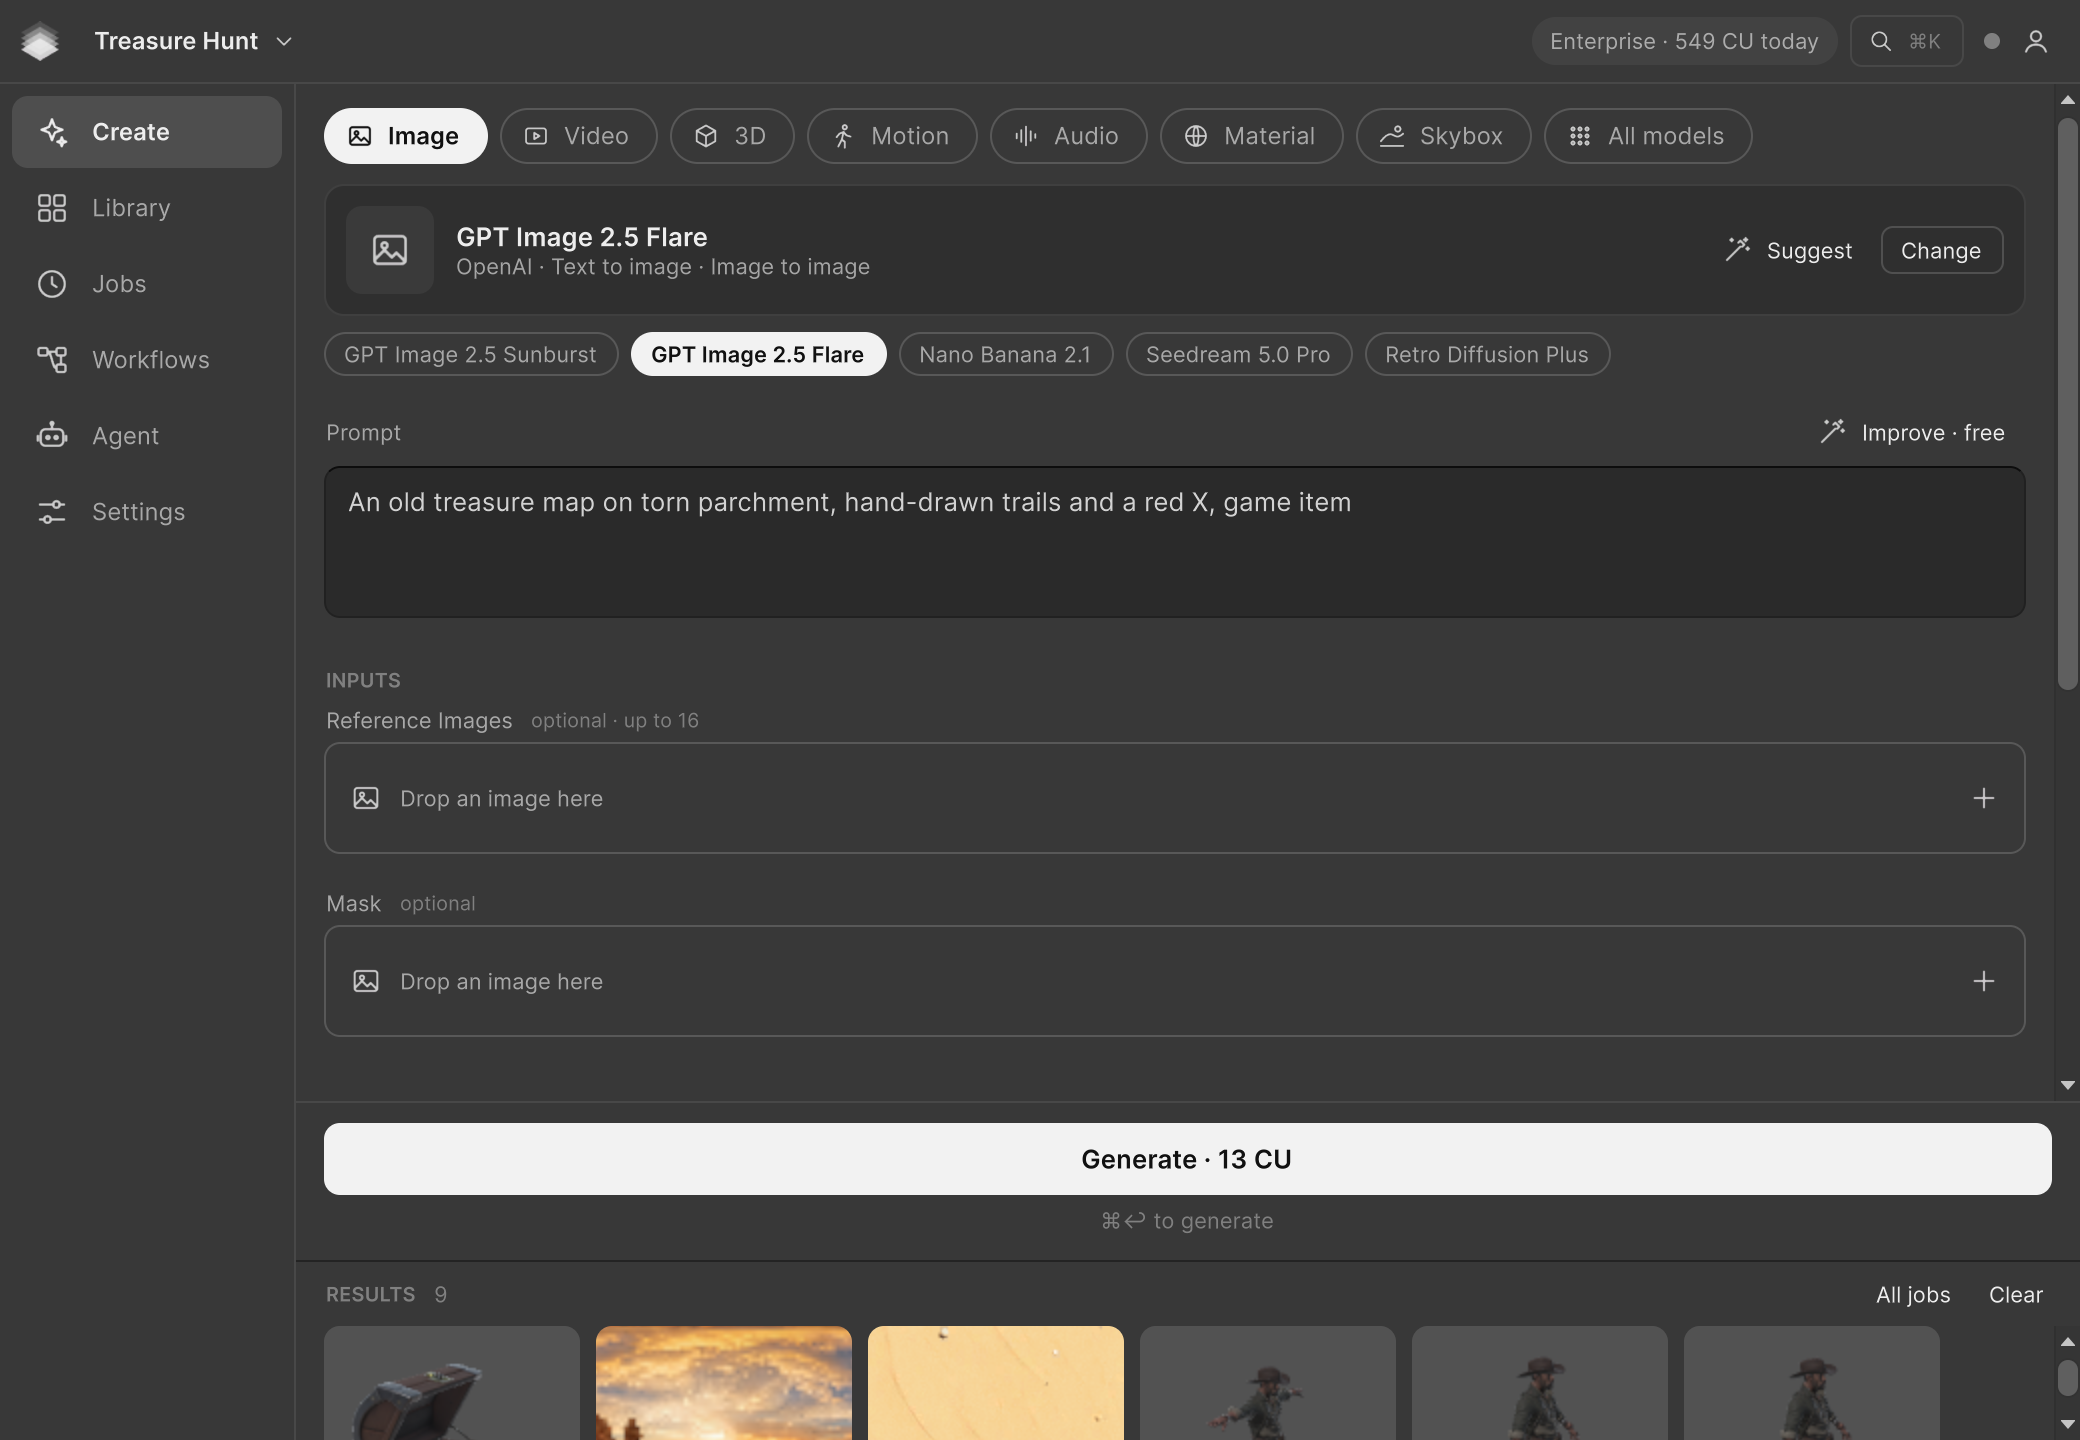 Treasure Hunt
Enterprise · 549 CU today
⌘K
Create
Library
Jobs
Workflows
Agent
Settings
Image
Video
3D
Motion
Audio
Material
Skybox
All models
GPT Image 2.5 Flare
OpenAI · Text to image · Image to image
Suggest
Change
GPT Image 2.5 Sunburst
GPT Image 2.5 Flare
Nano Banana 2.1
Seedream 5.0 Pro
Retro Diffusion Plus
Prompt
Improve · free
An old treasure map on torn parchment, hand-drawn trails and a red X, game item
INPUTS
Reference Images optional · up to 16
Drop an image here
Mask optional
Drop an image here
Generate · 13 CU
⌘↩ to generate
RESULTS 9
All jobs
Clear